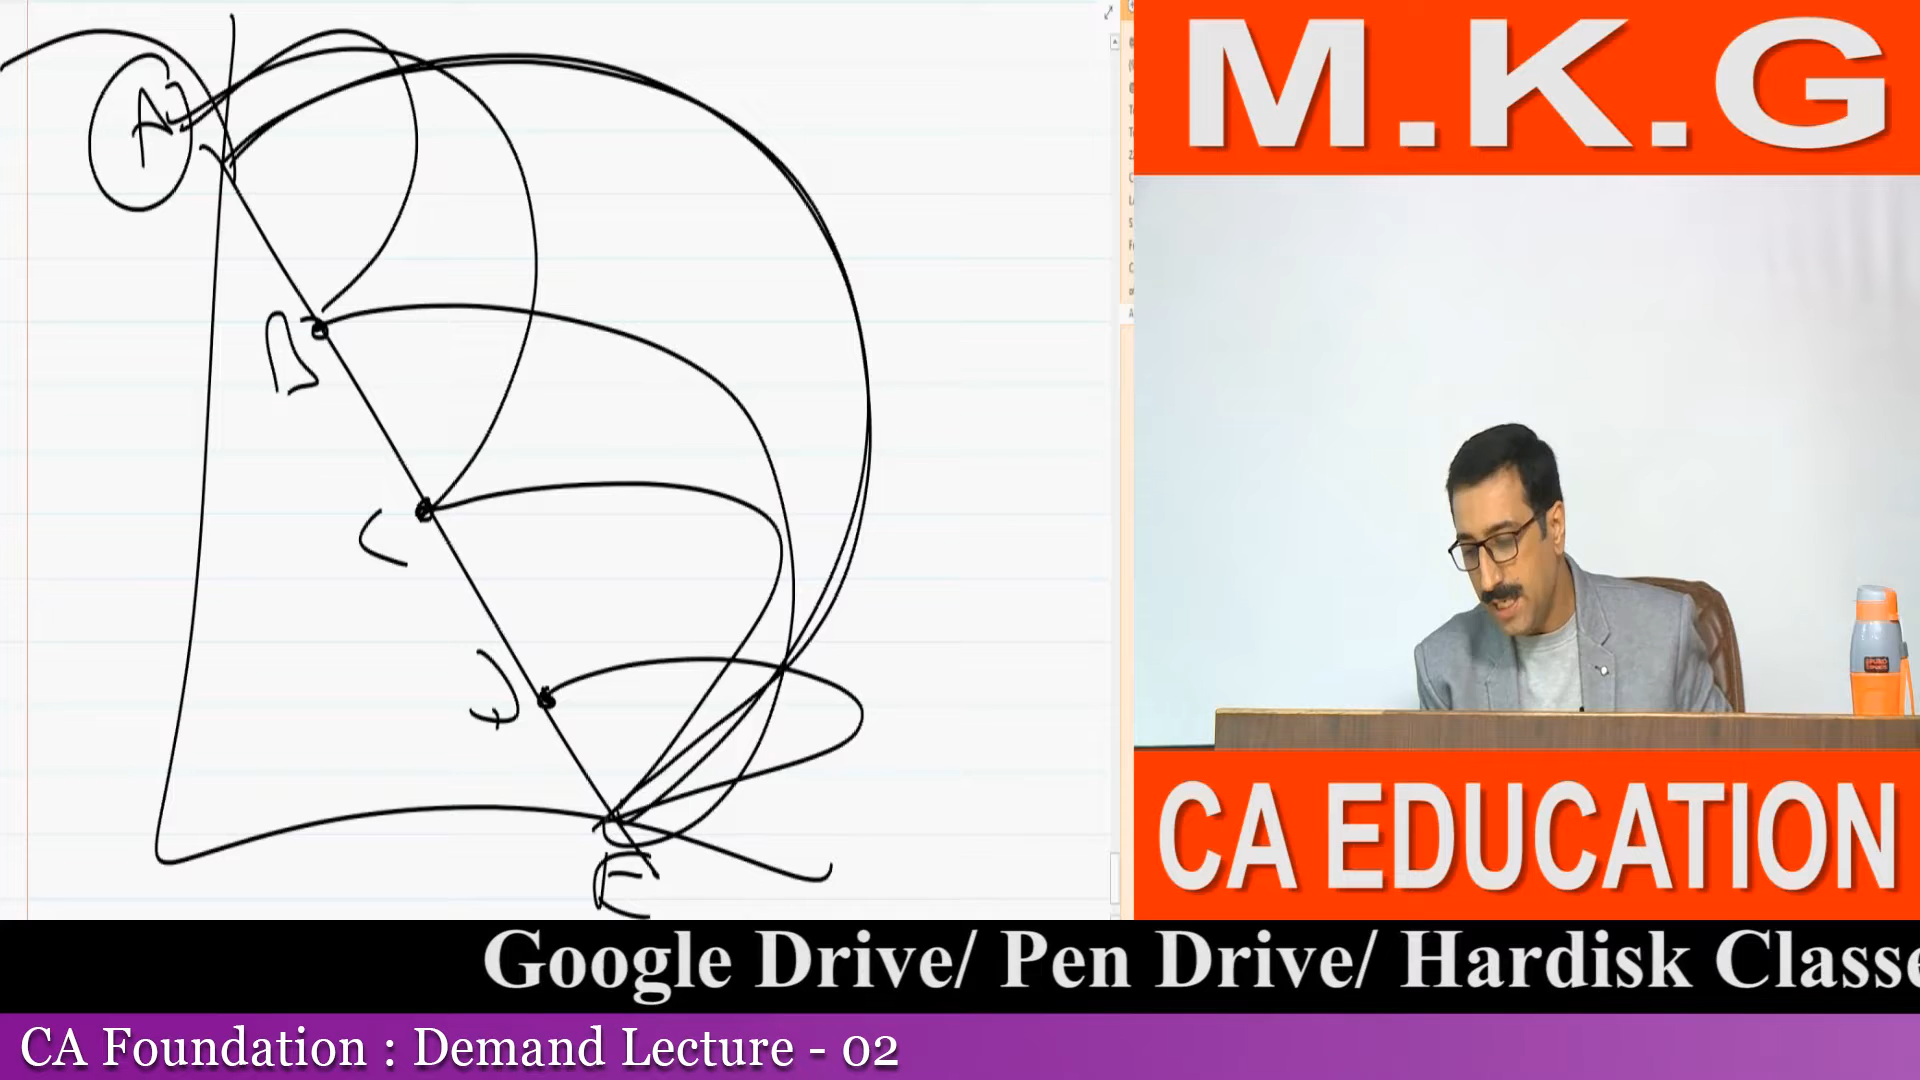 M.K.G
A
B
C
D
E
CA EDUCATION
Google Drive/ Pen Drive/ Hardisk Classe
CA Foundation : Demand Lecture - 02